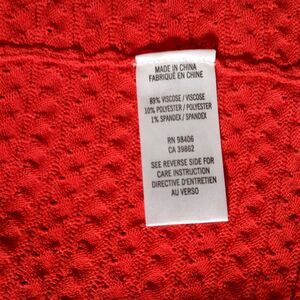 MADE IN CHINA
FABRIQUÉ EN CHINE
89% VISCOSE / VISCOSE
10% POLYESTER / POLYESTER
1% SPANDEX / SPANDEX
RN 98406
CA 39862
SEE REVERSE SIDE FOR
CARE INSTRUCTION
DIRECTIVE D'ENTRETIEN
AU VERSO